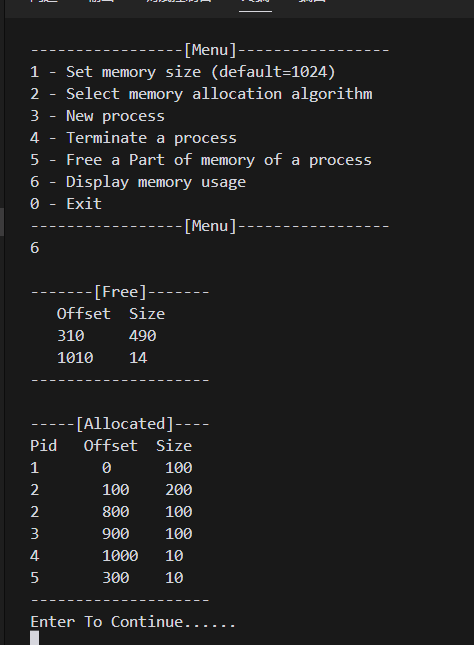 -----------------[Menu]-----------------
1 - Set memory size (default=1024)
2 - Select memory allocation algorithm
3 - New process
4 - Terminate a process
5 - Free a Part of memory of a process
6 - Display memory usage
0 - Exit
-----------------[Menu]-----------------
6
-------[Free]-------
Offset Size
310 490
1010 14
--------------------
-----[Allocated]----
Pid Offset Size
1 0 100
2 100 200
2 800 100
3 900 100
4 1000 10
5 300 10
--------------------
Enter To Continue......